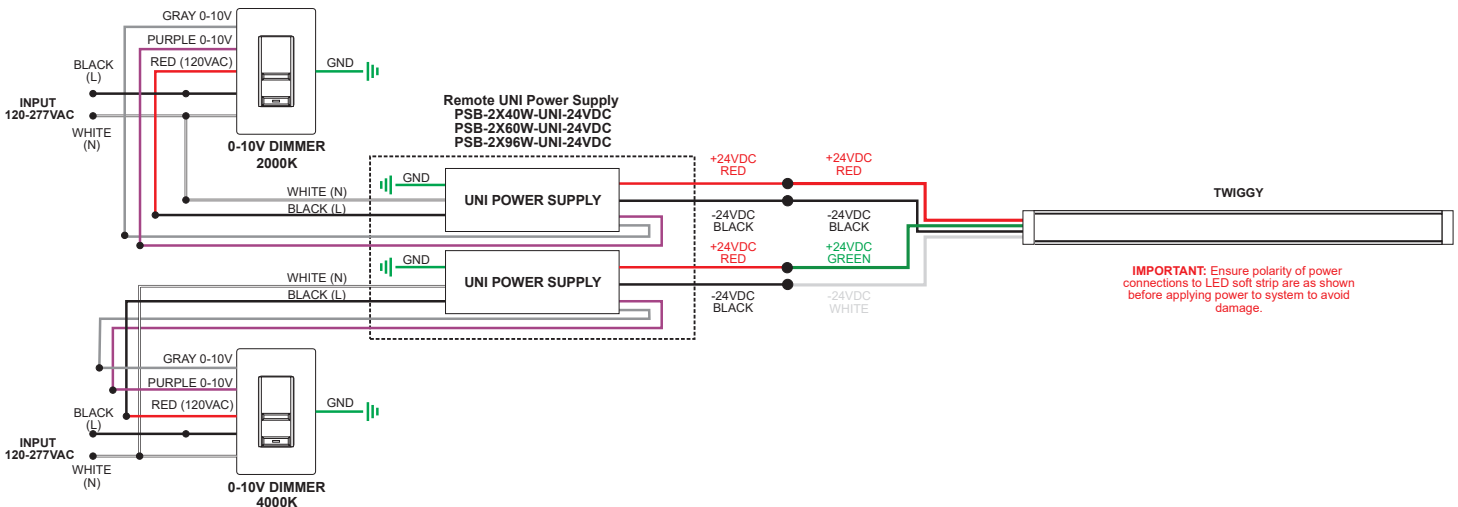 GRAY 0-10V
PURPLE 0-10V
RED (120VAC)
BLACK
(L)
INPUT
120-277VAC
WHITE
(N)
GND
0-10V DIMMER
2000K
Remote UNI Power Supply
PSB-2X40W-UNI-24VDC
PSB-2X60W-UNI-24VDC
PSB-2X96W-UNI-24VDC
GND
WHITE (N)
BLACK (L)
UNI POWER SUPPLY
+24VDC
RED
+24VDC
RED
-24VDC
BLACK
-24VDC
BLACK
TWIGGY
GND
WHITE (N)
BLACK (L)
UNI POWER SUPPLY
+24VDC
RED
+24VDC
GREEN
-24VDC
BLACK
-24VDC
WHITE
IMPORTANT: Ensure polarity of power
connections to LED soft strip are as shown
before applying power to system to avoid
damage.
GRAY 0-10V
PURPLE 0-10V
RED (120VAC)
BLACK
(L)
INPUT
120-277VAC
WHITE
(N)
GND
0-10V DIMMER
4000K